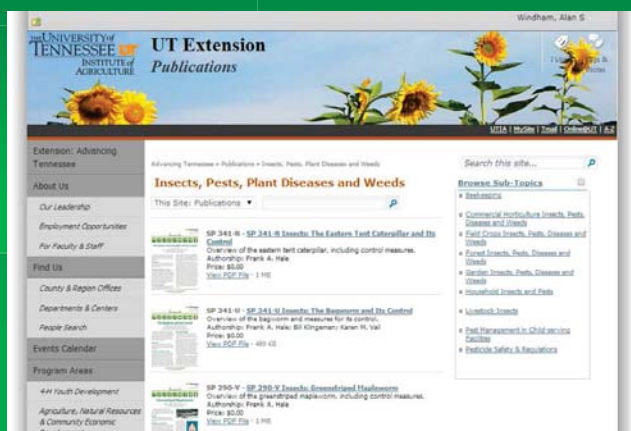 Windham, Alan S
THE UNIVERSITY of
TENNESSEE UT
INSTITUTE of
AGRICULTURE
UT Extension
Publications
UTIA | MySite | Tmail | Online@UT | A-Z
Extension: Advancing
Tennessee
About Us
Our Leadership
Employment Opportunities
For Faculty & Staff
Find Us
County & Region Offices
Departments & Centers
People Search
Events Calendar
Program Areas
4-H Youth Development
Agriculture, Natural Resources
& Community Economic
Advancing Tennessee > Publications > Insects, Pests, Plant Diseases and Weeds
Insects, Pests, Plant Diseases and Weeds
This Site: Publications
SP 341-R - SP 341-R Insects: The Eastern Tent Caterpillar and Its
Control
Overview of the eastern tent caterpillar, including control measures.
Authorship: Frank A. Hale
Price: $0.00
View PDF File - 1 MB
SP 341-U - SP 341-U Insects: The Bagworm and Its Control
Overview of the bagworm and measures for its control.
Authorship: Frank A. Hale; Bill Klingeman; Karen M. Vail
Price: $0.00
View PDF File - 489 KB
SP 290-V - SP 290-V Insects: Greenstriped Mapleworm
Overview of the greenstriped mapleworm, including control measures.
Authorship: Frank A. Hale
Price: $0.00
View PDF File - 1 MB
Search this site...
Browse Sub-Topics
Beekeeping
Commercial Horticulture Insects, Pests,
Diseases and Weeds
Field Crops Insects, Pests, Diseases and
Weeds
Forest Insects, Pests, Diseases and
Weeds
Garden Insects, Pests, Diseases and
Weeds
Household Insects and Pests
Livestock Insects
Pest Management in Child-serving
Facilities
Pesticide Safety & Regulations